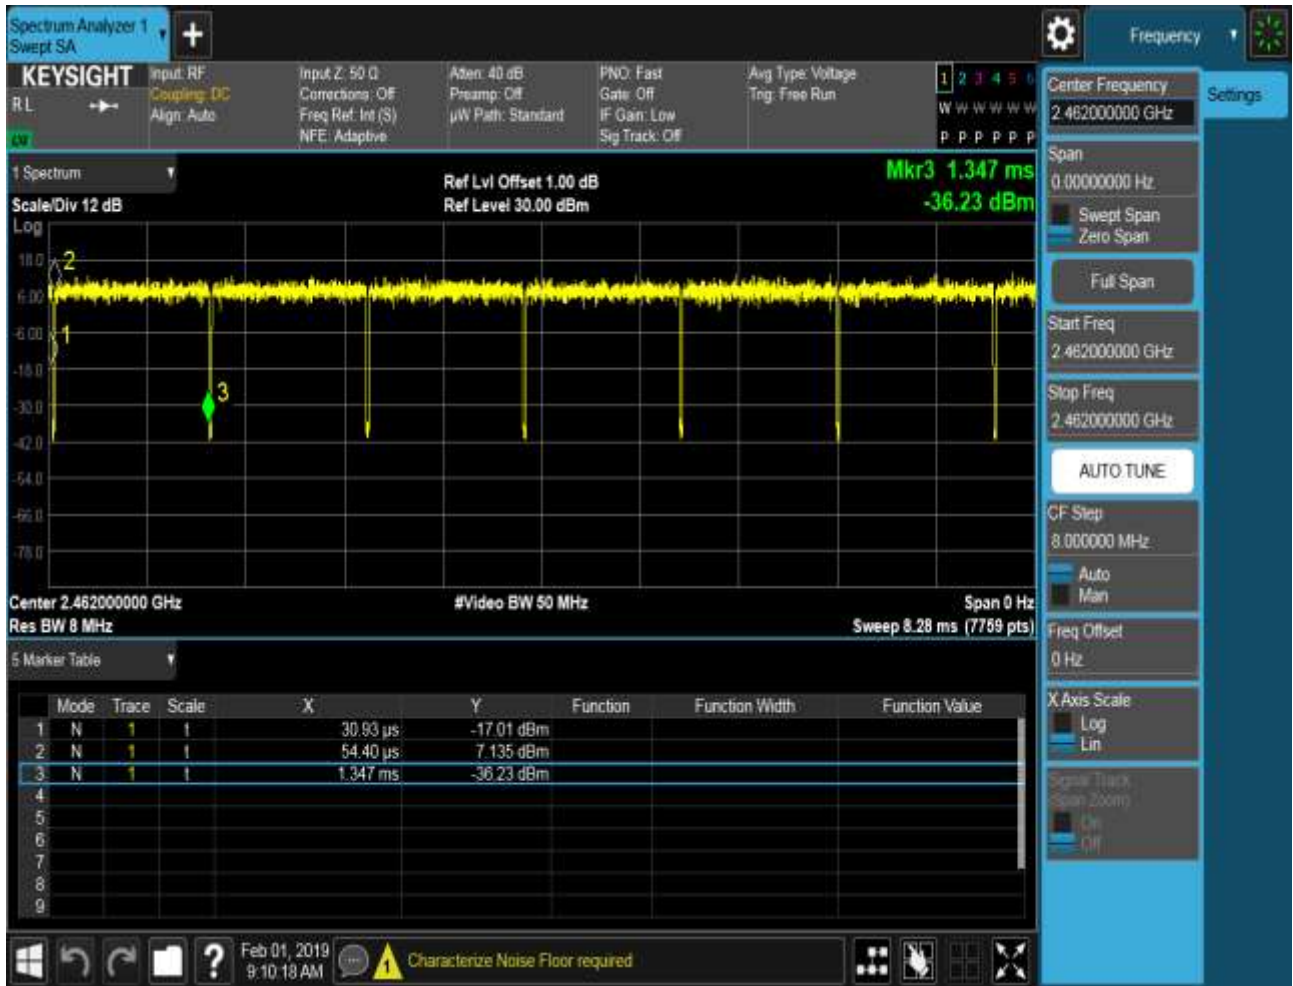 Spectrum Analyzer 1
Swept SA
+
Frequency
KEYSIGHT
R L
LXI
Input: RF
Coupling: DC
Align: Auto
Input Z: 50 Ω
Corrections: Off
Freq Ref: Int (S)
NFE: Adaptive
Atten: 40 dB
Preamp: Off
µW Path: Standard
PNO: Fast
Gate: Off
IF Gain: Low
Sig Track: Off
Avg Type: Voltage
Trig: Free Run
1 2 3 4 5 6
W W W W W W
P P P P P P
1 Spectrum
Scale/Div 12 dB
Ref Lvl Offset 1.00 dB
Ref Level 30.00 dBm
Mkr3 1.347 ms
-36.23 dBm
Log
18.0
6.00
-6.00
-18.0
-30.0
-42.0
-54.0
-66.0
-78.0
2
1
3
Center 2.462000000 GHz
#Video BW 50 MHz
Span 0 Hz
Res BW 8 MHz
Sweep 8.28 ms (7759 pts)
5 Marker Table
Mode Trace Scale X Y Function Function Width Function Value
1 N 1 t 30.93 µs -17.01 dBm
2 N 1 t 54.40 µs 7.135 dBm
3 N 1 t 1.347 ms -36.23 dBm
4
5
6
7
8
9
Center Frequency
2.462000000 GHz
Settings
Span
0.00000000 Hz
Swept Span
Zero Span
Full Span
Start Freq
2.462000000 GHz
Stop Freq
2.462000000 GHz
AUTO TUNE
CF Step
8.000000 MHz
Auto
Man
Freq Offset
0 Hz
X Axis Scale
Log
Lin
Signal Track
(Span Zoom)
On
Off
?
Feb 01, 2019
9:10:18 AM
1
Characterize Noise Floor required